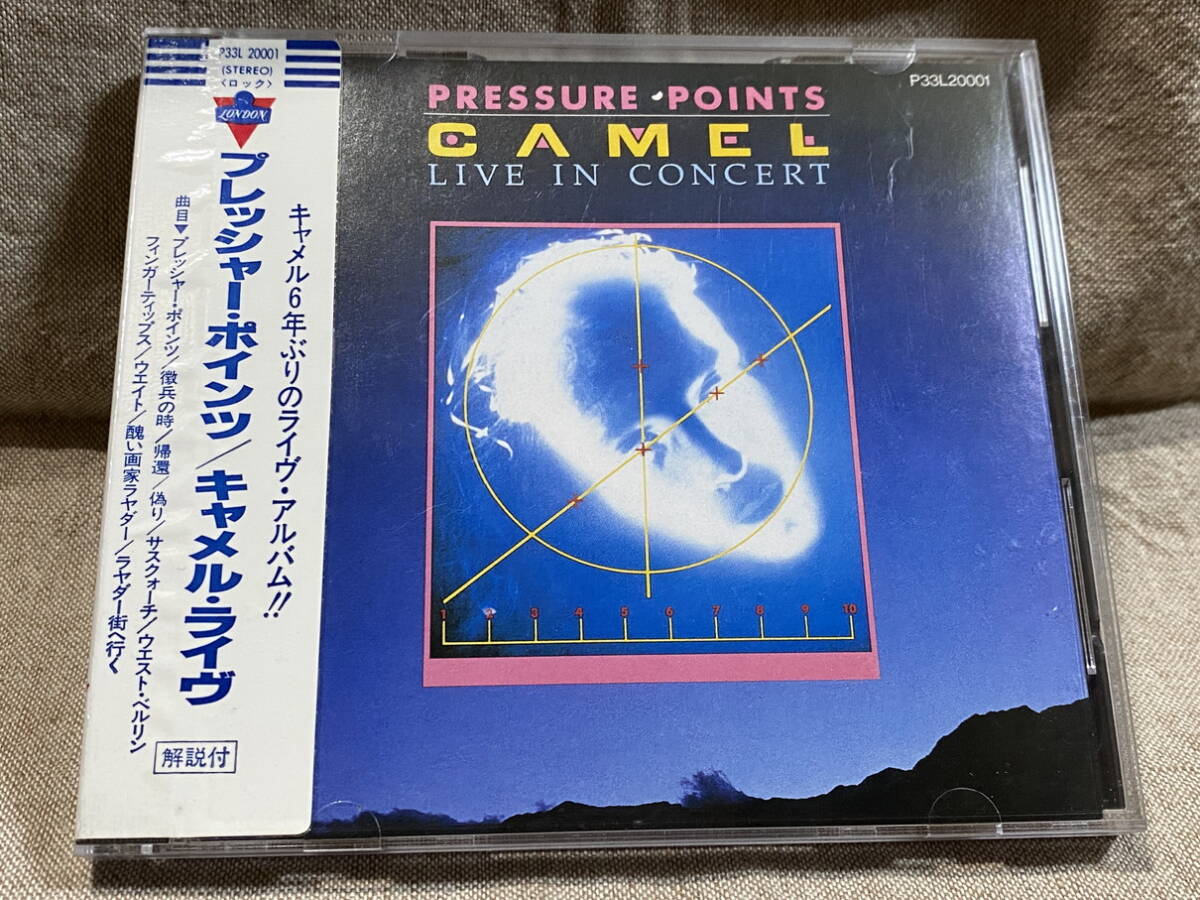 P33L 20001
(STEREO)
〈ロック〉
LONDON
キャメル6年ぶりのライヴ・アルバム!!
プレッシャー・ポインツ/キャメル・ライヴ
曲目▼プレッシャー・ポインツ/徴兵の時/帰還/偽り/サスクォーチ/ウエスト・ベルリン
フィンガーティップス/ウエイト/醜い画家ラヤダー/ラヤダー街へ行く
解説付
P33L20001
PRESSURE・POINTS
CAMEL
LIVE IN CONCERT
1 2 3 4 5 6 7 8 9 10